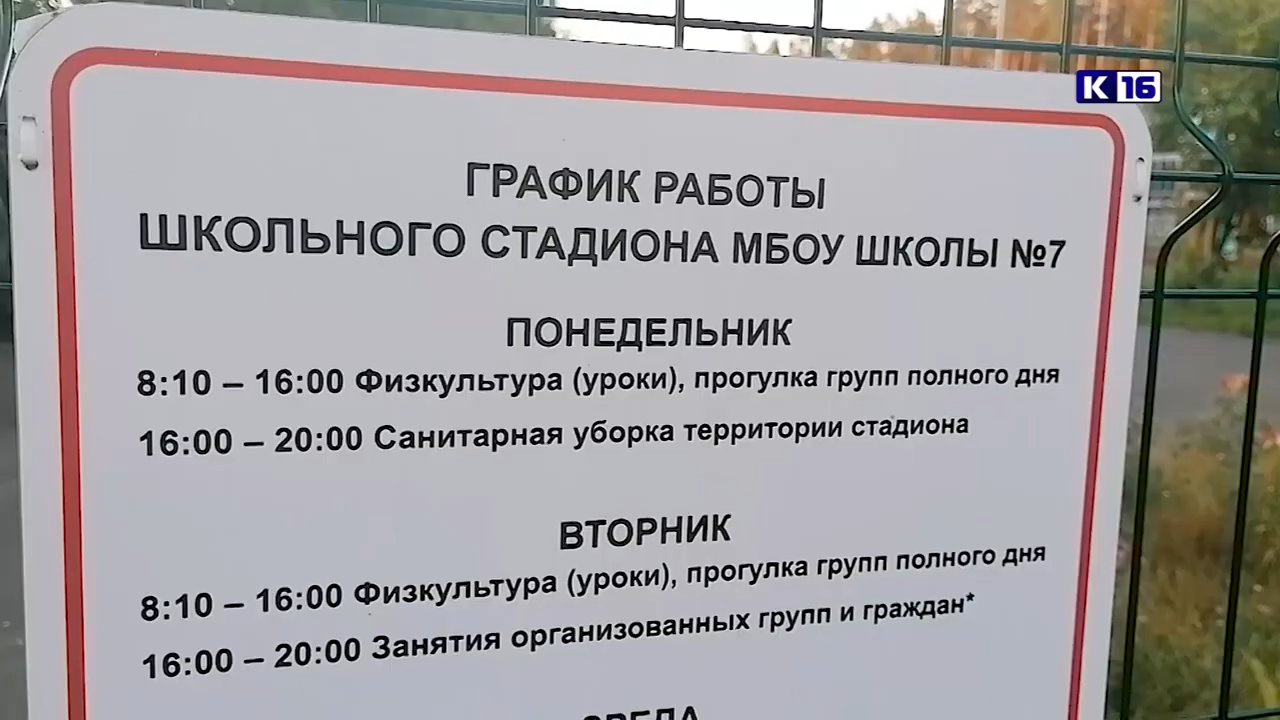 К 16
ГРАФИК РАБОТЫ
ШКОЛЬНОГО СТАДИОНА МБОУ ШКОЛЫ №7
ПОНЕДЕЛЬНИК
8:10 – 16:00 Физкультура (уроки), прогулка групп полного дня
16:00 – 20:00 Санитарная уборка территории стадиона
ВТОРНИК
8:10 – 16:00 Физкультура (уроки), прогулка групп полного дня
16:00 – 20:00 Занятия организованных групп и граждан*